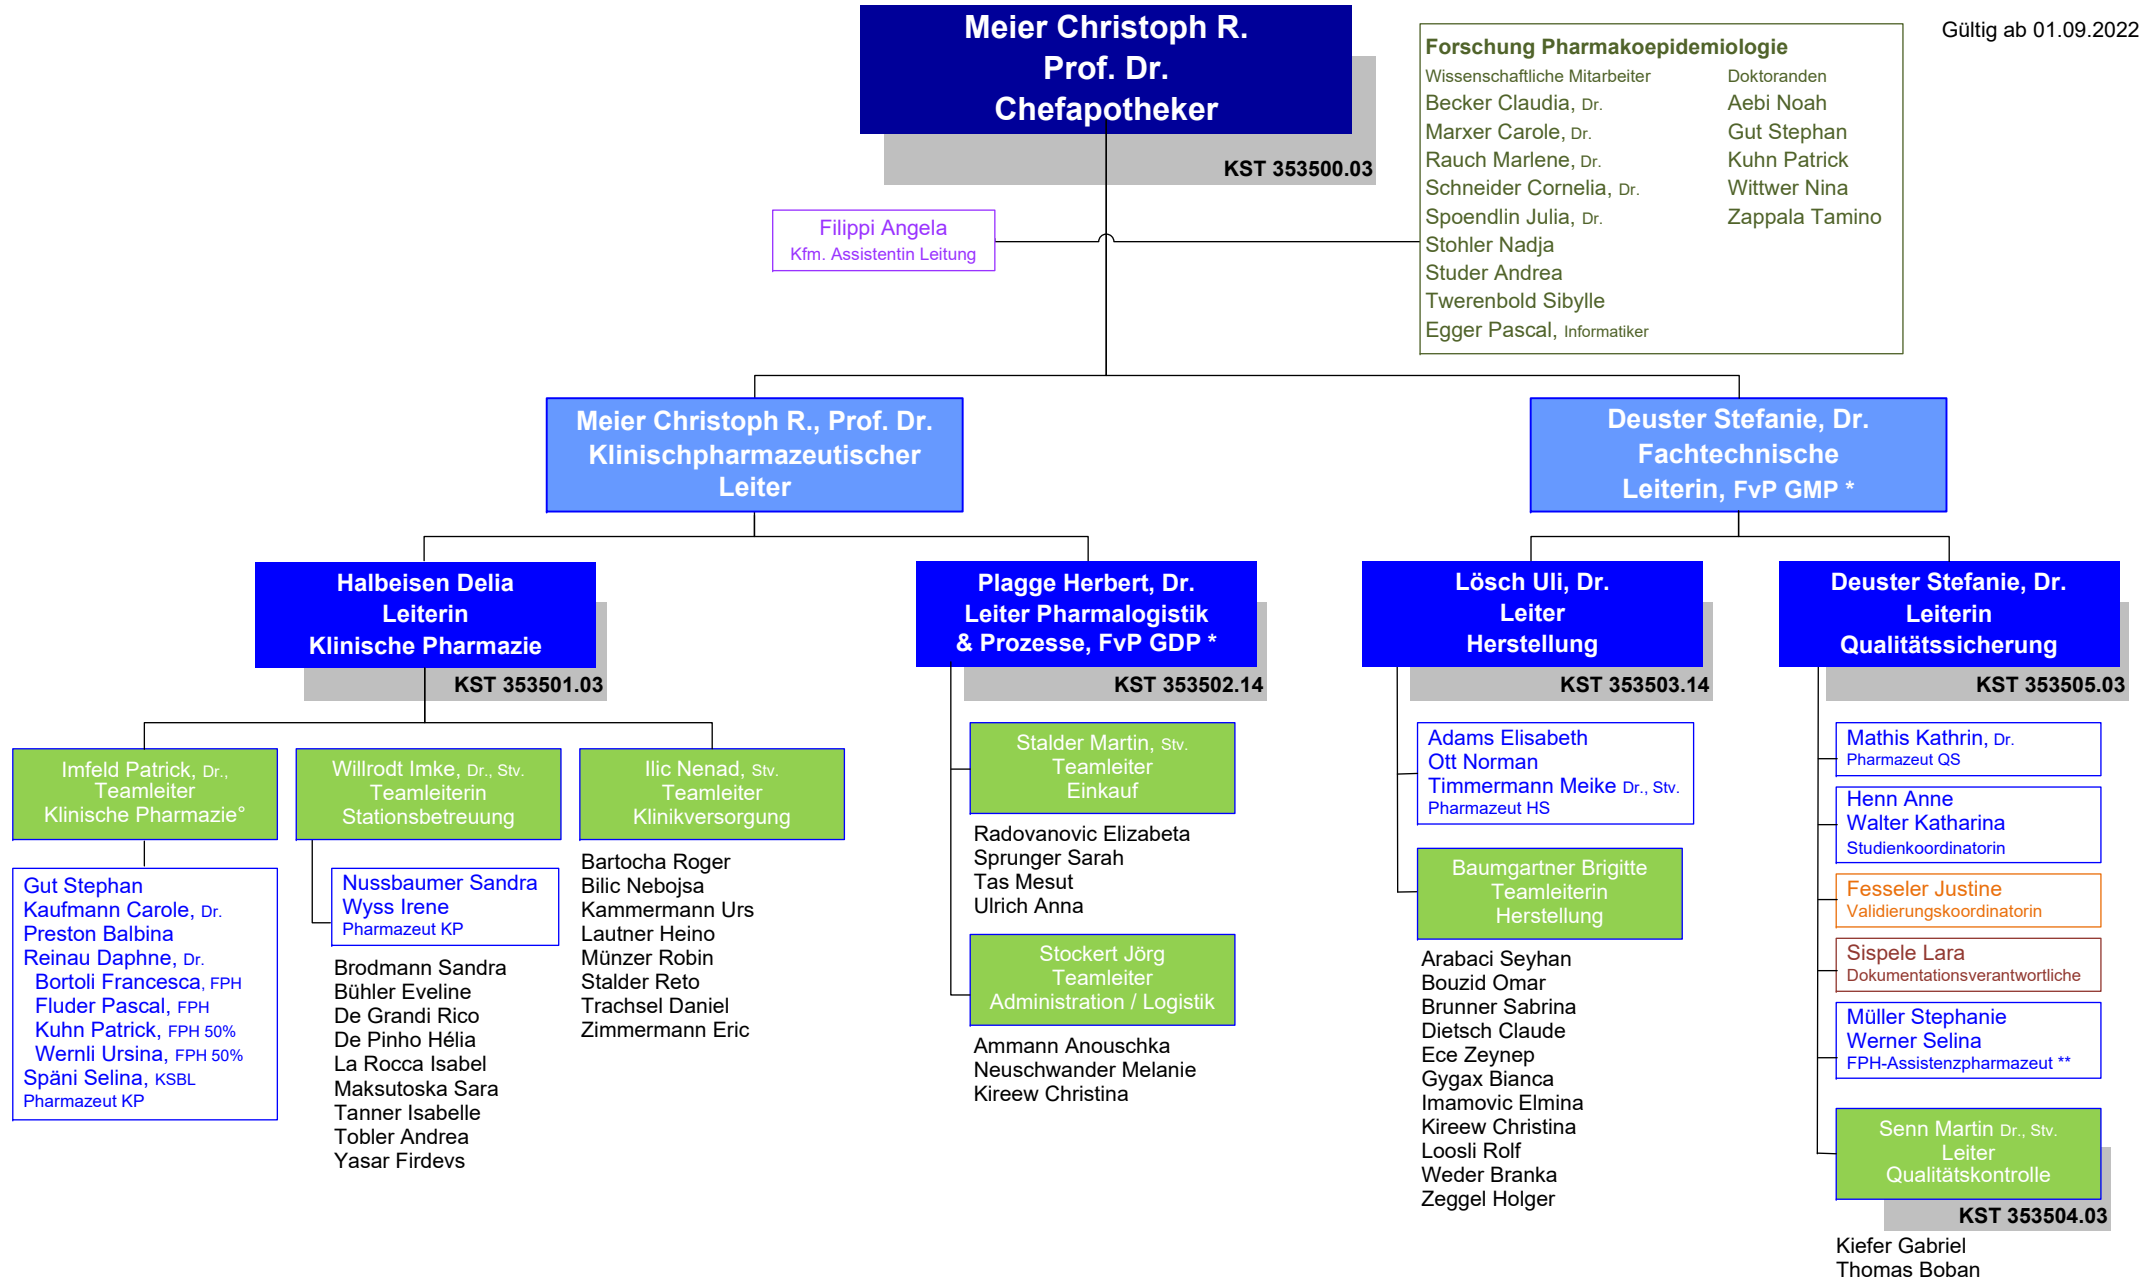 Meier Christoph R.
Prof. Dr.
Chefapotheker
KST 353500.03
Gültig ab 01.09.2022
Forschung Pharmakoepidemiologie
Wissenschaftliche Mitarbeiter
Becker Claudia, Dr.
Marxer Carole, Dr.
Rauch Marlene, Dr.
Schneider Cornelia, Dr.
Spoendlin Julia, Dr.
Stohler Nadja
Studer Andrea
Twerenbold Sibylle
Egger Pascal, Informatiker
Doktoranden
Aebi Noah
Gut Stephan
Kuhn Patrick
Wittwer Nina
Zappala Tamino
Filippi Angela
Kfm. Assistentin Leitung
Meier Christoph R., Prof. Dr.
Klinischpharmazeutischer
Leiter
Deuster Stefanie, Dr.
Fachtechnische
Leiterin, FvP GMP *
Halbeisen Delia
Leiterin
Klinische Pharmazie
KST 353501.03
Plagge Herbert, Dr.
Leiter Pharmalogistik
& Prozesse, FvP GDP *
KST 353502.14
Lösch Uli, Dr.
Leiter
Herstellung
KST 353503.14
Deuster Stefanie, Dr.
Leiterin
Qualitätssicherung
KST 353505.03
Imfeld Patrick, Dr.,
Teamleiter
Klinische Pharmazie°
Gut Stephan
Kaufmann Carole, Dr.
Preston Balbina
Reinau Daphne, Dr.
Bortoli Francesca, FPH
Fluder Pascal, FPH
Kuhn Patrick, FPH 50%
Wernli Ursina, FPH 50%
Späni Selina, KSBL
Pharmazeut KP
Willrodt Imke, Dr., Stv.
Teamleiterin
Stationsbetreuung
Nussbaumer Sandra
Wyss Irene
Pharmazeut KP
Brodmann Sandra
Bühler Eveline
De Grandi Rico
De Pinho Hélia
La Rocca Isabel
Maksutoska Sara
Tanner Isabelle
Tobler Andrea
Yasar Firdevs
Ilic Nenad, Stv.
Teamleiter
Klinikversorgung
Bartocha Roger
Bilic Nebojsa
Kammermann Urs
Lautner Heino
Münzer Robin
Stalder Reto
Trachsel Daniel
Zimmermann Eric
Stalder Martin, Stv.
Teamleiter
Einkauf
Radovanovic Elizabeta
Sprunger Sarah
Tas Mesut
Ulrich Anna
Stockert Jörg
Teamleiter
Administration / Logistik
Ammann Anouschka
Neuschwander Melanie
Kireew Christina
Adams Elisabeth
Ott Norman
Timmermann Meike Dr., Stv.
Pharmazeut HS
Baumgartner Brigitte
Teamleiterin
Herstellung
Arabaci Seyhan
Bouzid Omar
Brunner Sabrina
Dietsch Claude
Ece Zeynep
Gygax Bianca
Imamovic Elmina
Kireew Christina
Loosli Rolf
Weder Branka
Zeggel Holger
Mathis Kathrin, Dr.
Pharmazeut QS
Henn Anne
Walter Katharina
Studienkoordinatorin
Fesseler Justine
Validierungskoordinatorin
Sispele Lara
Dokumentationsverantwortliche
Müller Stephanie
Werner Selina
FPH-Assistenzpharmazeut **
Senn Martin Dr., Stv.
Leiter
Qualitätskontrolle
KST 353504.03
Kiefer Gabriel
Thomas Boban